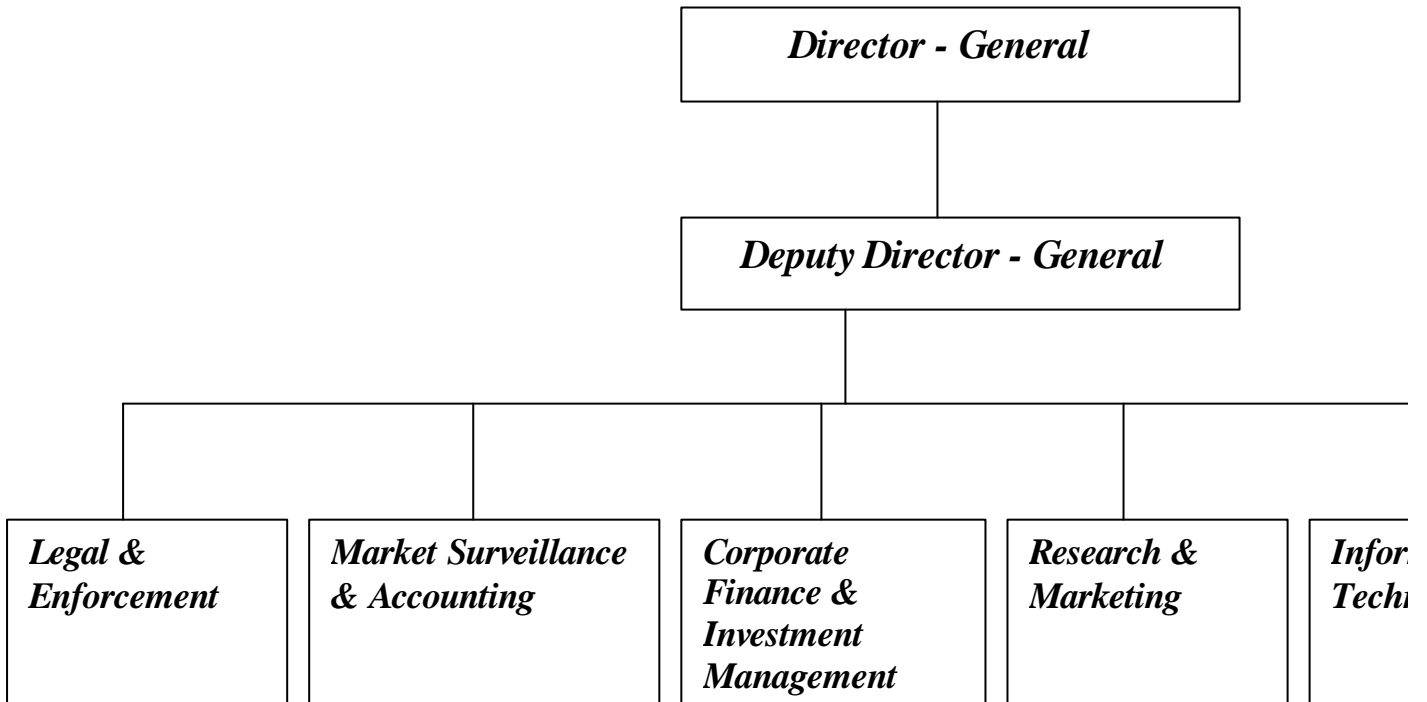 Director - General
Deputy Director - General
Legal &
Enforcement
Market Surveillance
& Accounting
Corporate
Finance &
Investment
Management
Research &
Marketing